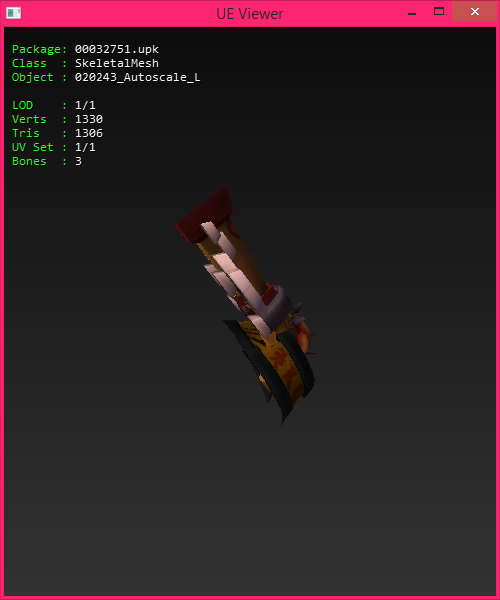 UE Viewer
Package: 00032751.upk
Class : SkeletalMesh
Object : 020243_Autoscale_L
LOD : 1/1
Verts : 1330
Tris : 1306
UV Set : 1/1
Bones : 3